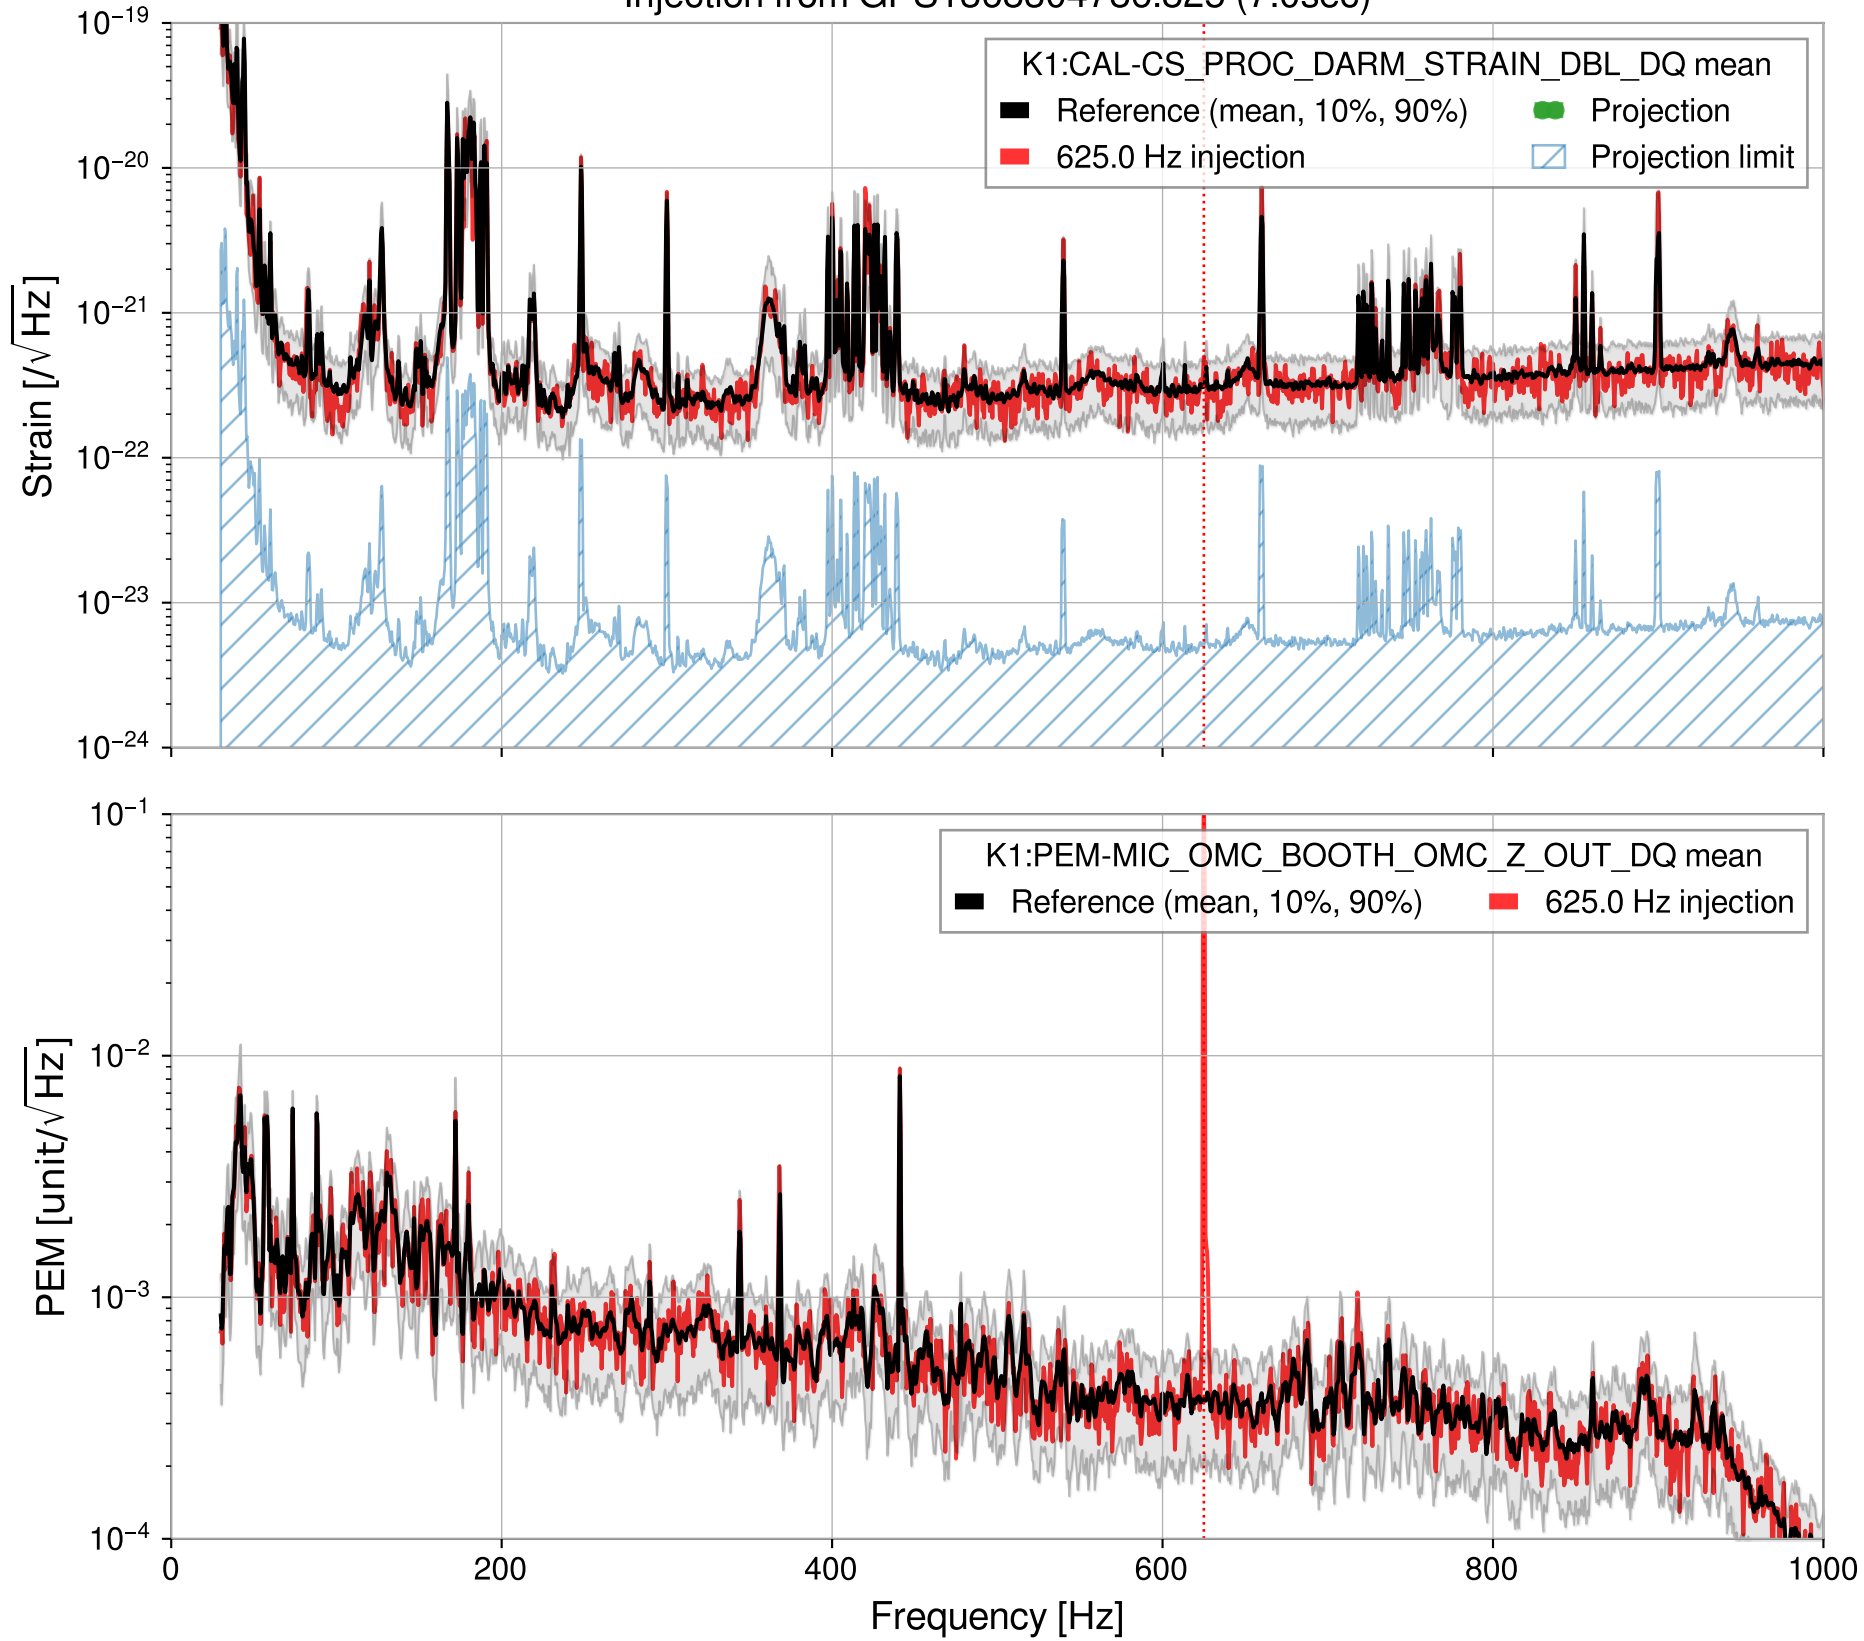 10⁻¹⁹
K1:CAL-CS_PROC_DARM_STRAIN_DBL_DQ mean
Reference (mean, 10%, 90%)
Projection
625.0 Hz injection
Projection limit
10⁻²⁰
10⁻²¹
10⁻²²
10⁻²³
10⁻²⁴
Strain [/√Hz]
10⁻¹
K1:PEM-MIC_OMC_BOOTH_OMC_Z_OUT_DQ mean
Reference (mean, 10%, 90%)
625.0 Hz injection
10⁻²
10⁻³
10⁻⁴
PEM [unit/√Hz]
0 200 400 600 800 1000
Frequency [Hz]